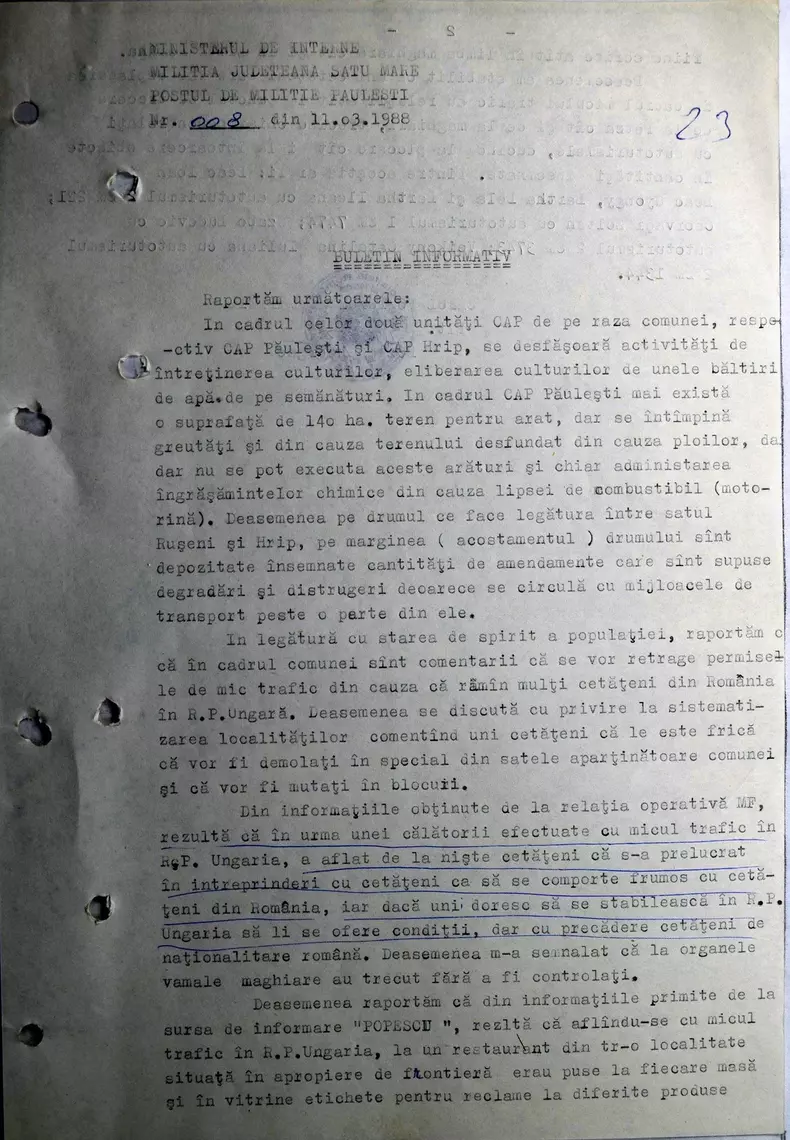 MINISTERUL DE INTENNE
MILITIA JUDETEANA SATU MARE
POSTUL DE MILITIE PAULESTI
Nr. 008 din 11.o3.1988
23
BULETIN INFORMATIV
Raportăm următoarele:
In cadrul celor două unităţi CAP de pe raza comunei, respe-
-ctiv CAP Păuleşti şi CAP Hrip, se desfăşoară activităţi de
întreţinerea culturilor, eliberarea culturilor de unele băltiri
de apă.de pe semănături. In cadrul CAP Păuleşti mai există
o suprafaţă de 14o ha. teren pentru arat, dar se întîmpină
greutăţi şi din cauza terenului desfundat din cauza ploilor, da
dar nu se pot executa aceste arături şi chiar administarea
îngrăşămintelor chimice din cauza lipsei de combustibil (moto-
rină). Deasemenea pe drumul ce face legătura între satul
Ruşeni şi Hrip, pe marginea ( acostamentul ) drumului sînt
depozitate însemnate cantităţi de amendamente care sînt supuse
degradări şi distrugeri deoarece se circulă cu mijloacele de
transport peste o parte din ele.
In legătură cu starea de spirit a populaţiei, raportăm c
că în cadrul comunei sînt comentarii că se vor retrage permisel
le de mic trafic din cauza că rămîn mulţi cetăţeni din România
în R.P.Ungară. Deasemenea se discută cu privire la sistemati-
zarea localităţilor comentînd uni cetăţeni că le este frică
că vor fi demolaţi în special din satele aparţinătoare comunei
şi că vor fi mutaţi în blocuri.
Din informaţiile obţinute de la relaţia operativă MF,
rezultă că în urma unei călătorii efectuate cu micul trafic în
R.P. Ungaria, a aflat de la nişte cetăţeni că s-a prelucrat
în intreprinderi cu cetăţeni ca să se comporte frumos cu cetă-
ţeni din România, iar dacă uni doresc să se stabilească în R.P.
Ungaria să li se ofere condiţii, dar cu precădere cetăţeni de
naţionalitare română. Deasemenea m-a semnalat că la organele
vamale maghiare au trecut fără a fi controlaţi.
Deasemenea raportăm că din informaţiile primite de la
sursa de informare "POPESCU ", rezltă că aflîndu-se cu micul
trafic în R.P.Ungaria, la un restaurant din tr-o localitate
situaţă în apropiere de frontieră erau puse la fiecare masă
şi în vitrine etichete pentru reclame la diferite produse